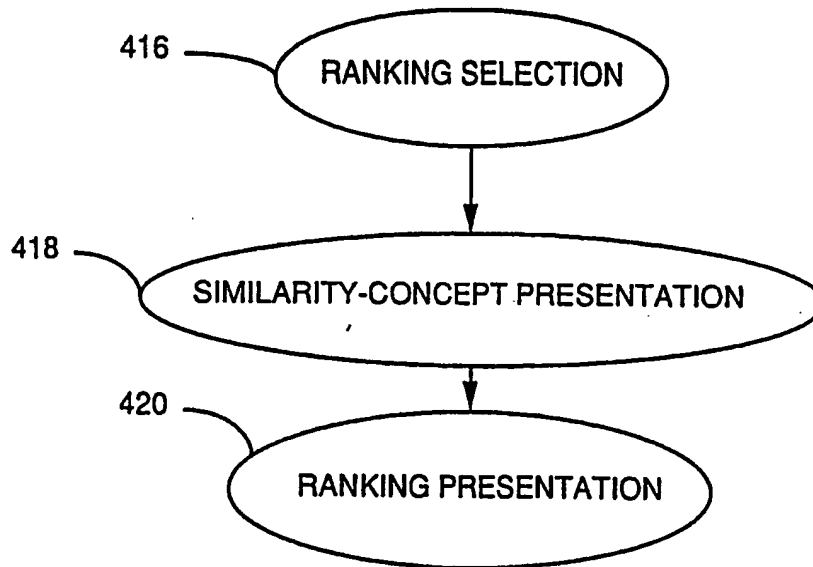 416
RANKING SELECTION
418
SIMILARITY-CONCEPT PRESENTATION
420
RANKING PRESENTATION